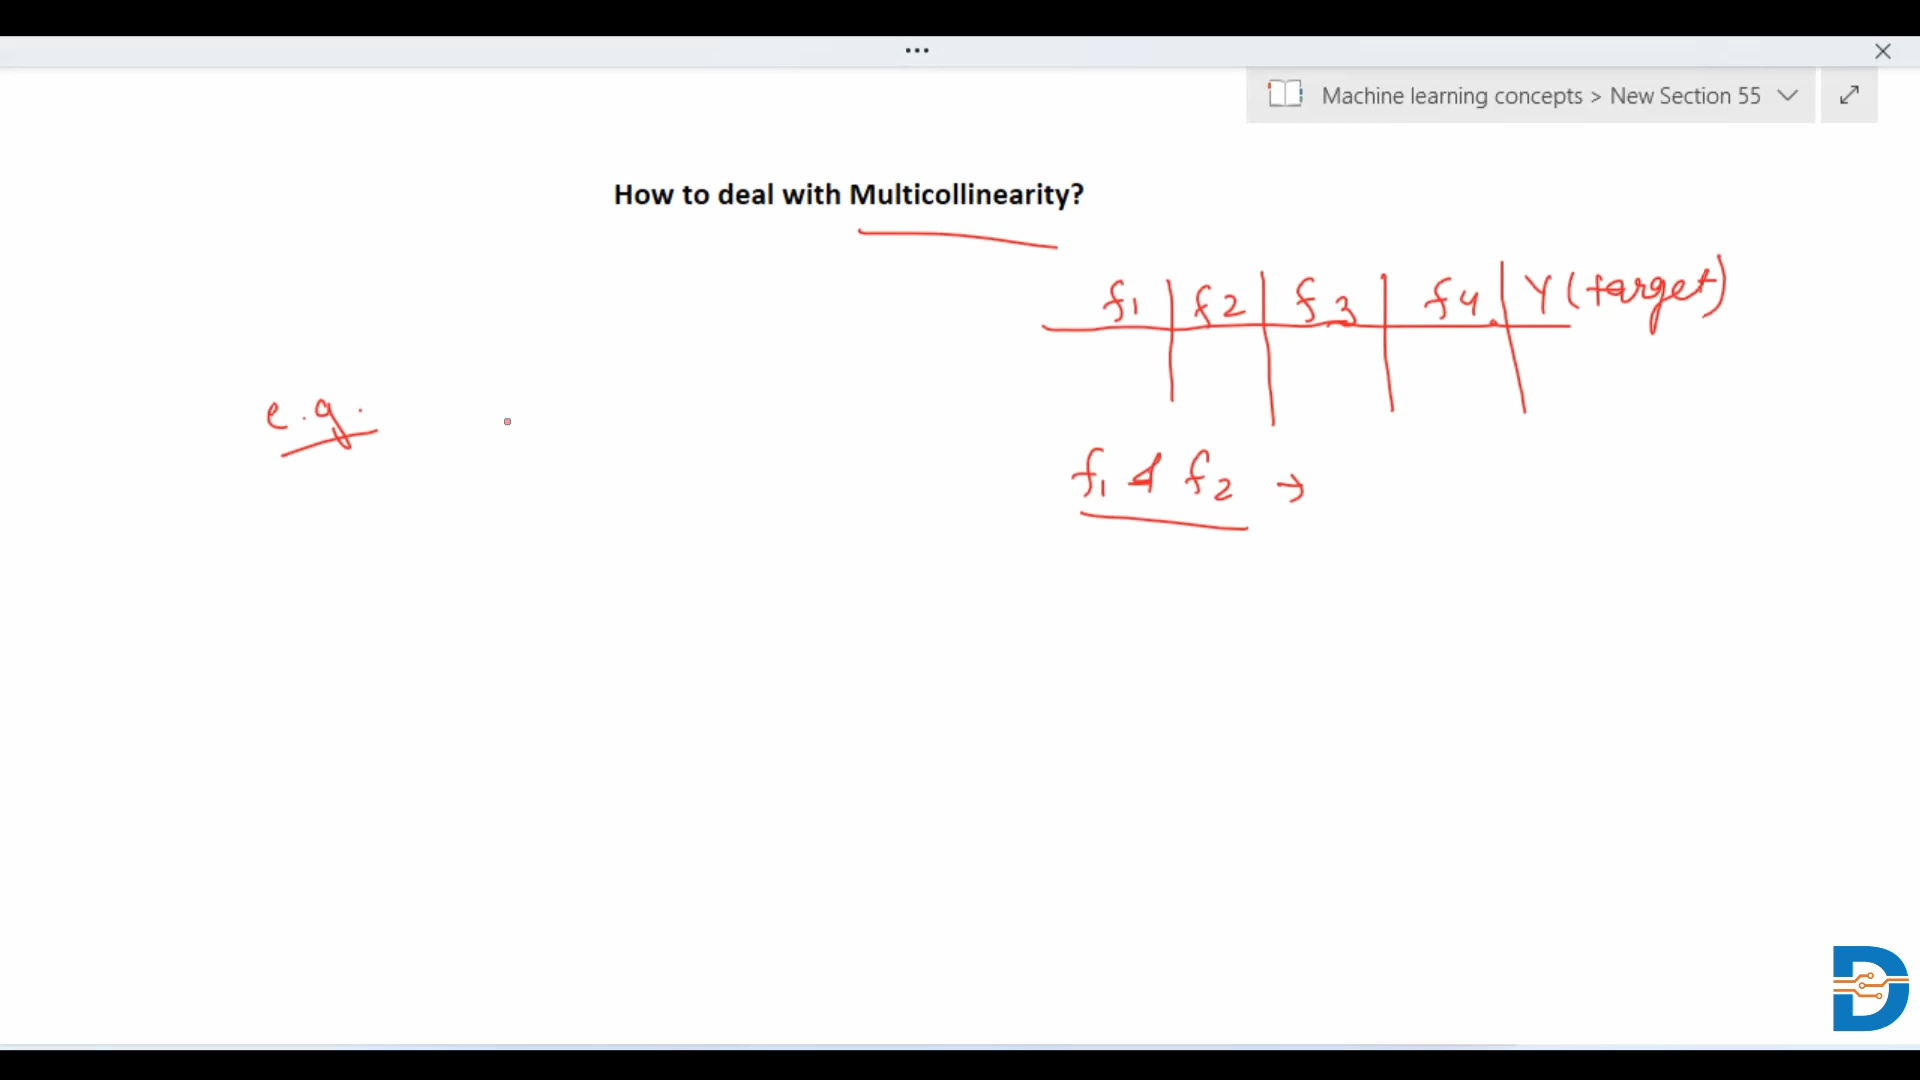 ...
Machine learning concepts > New Section 55
How to deal with Multicollinearity?
f1 f2 f3 f4 Y (target)
e.g.
f1 & f2 →